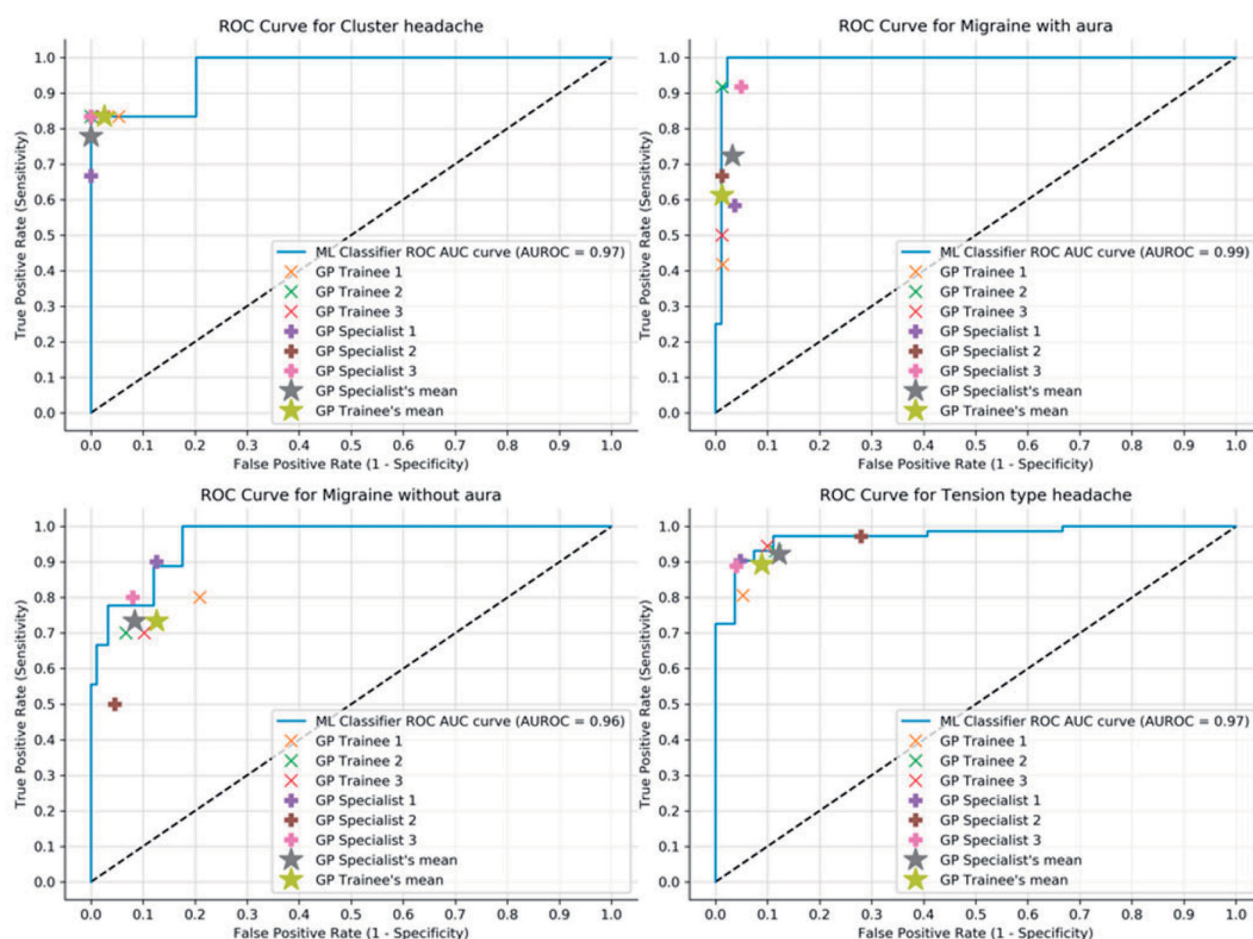 ROC Curve for Cluster headache
True Positive Rate (Sensitivity)
1.0
0.9
0.8
0.7
0.6
0.5
0.4
0.3
0.2
0.1
0.0
ML Classifier ROC AUC curve (AUROC = 0.97)
GP Trainee 1
GP Trainee 2
GP Trainee 3
GP Specialist 1
GP Specialist 2
GP Specialist 3
GP Specialist's mean
GP Trainee's mean
0.0 0.1 0.2 0.3 0.4 0.5 0.6 0.7 0.8 0.9 1.0
False Positive Rate (1 - Specificity)
ROC Curve for Migraine with aura
True Positive Rate (Sensitivity)
1.0
0.9
0.8
0.7
0.6
0.5
0.4
0.3
0.2
0.1
0.0
ML Classifier ROC AUC curve (AUROC = 0.99)
GP Trainee 1
GP Trainee 2
GP Trainee 3
GP Specialist 1
GP Specialist 2
GP Specialist 3
GP Specialist's mean
GP Trainee's mean
0.0 0.1 0.2 0.3 0.4 0.5 0.6 0.7 0.8 0.9 1.0
False Positive Rate (1 - Specificity)
ROC Curve for Migraine without aura
True Positive Rate (Sensitivity)
1.0
0.9
0.8
0.7
0.6
0.5
0.4
0.3
0.2
0.1
0.0
ML Classifier ROC AUC curve (AUROC = 0.96)
GP Trainee 1
GP Trainee 2
GP Trainee 3
GP Specialist 1
GP Specialist 2
GP Specialist 3
GP Specialist's mean
GP Trainee's mean
0.0 0.1 0.2 0.3 0.4 0.5 0.6 0.7 0.8 0.9 1.0
False Positive Rate (1 - Specificity)
ROC Curve for Tension type headache
True Positive Rate (Sensitivity)
1.0
0.9
0.8
0.7
0.6
0.5
0.4
0.3
0.2
0.1
0.0
ML Classifier ROC AUC curve (AUROC = 0.97)
GP Trainee 1
GP Trainee 2
GP Trainee 3
GP Specialist 1
GP Specialist 2
GP Specialist 3
GP Specialist's mean
GP Trainee's mean
0.0 0.1 0.2 0.3 0.4 0.5 0.6 0.7 0.8 0.9 1.0
False Positive Rate (1 - Specificity)